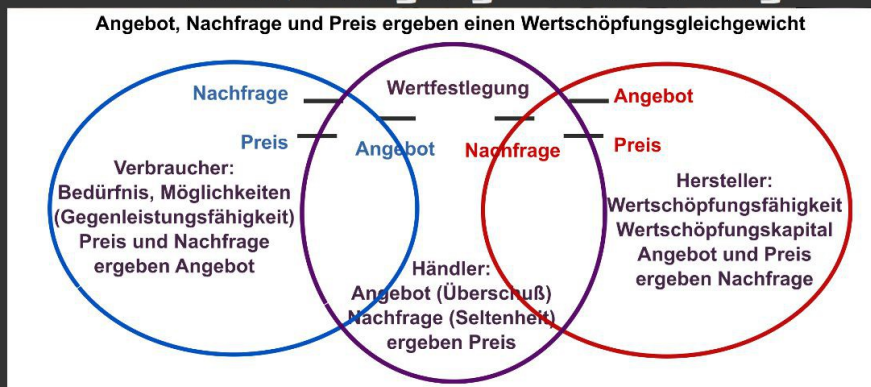 Angebot, Nachfrage und Preis ergeben einen Wertschöpfungsgleichgewicht
Nachfrage
Preis
Angebot
Verbraucher:
Bedürfnis, Möglichkeiten
(Gegenleistungsfähigkeit)
Preis und Nachfrage
ergeben Angebot
Wertfestlegung
Händler:
Angebot (Überschuß)
Nachfrage (Seltenheit)
ergeben Preis
Nachfrage
Angebot
Preis
Hersteller:
Wertschöpfungsfähigkeit
Wertschöpfungskapital
Angebot und Preis
ergeben Nachfrage